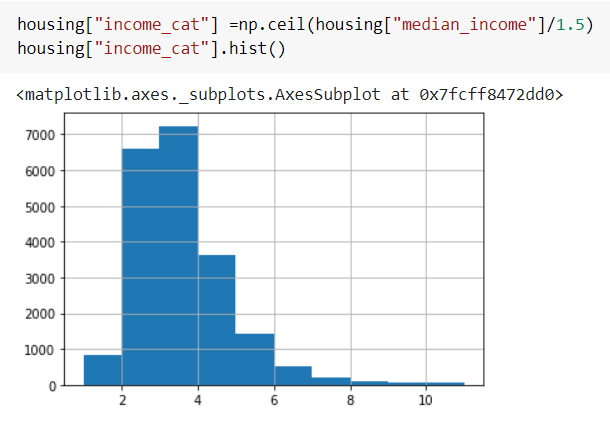 housing["income_cat"] =np.ceil(housing["median_income"]/1.5)
housing["income_cat"].hist()
<matplotlib.axes._subplots.AxesSubplot at 0x7fcff8472dd0>
7000
6000
5000
4000
3000
2000
1000
0
2 4 6 8 10